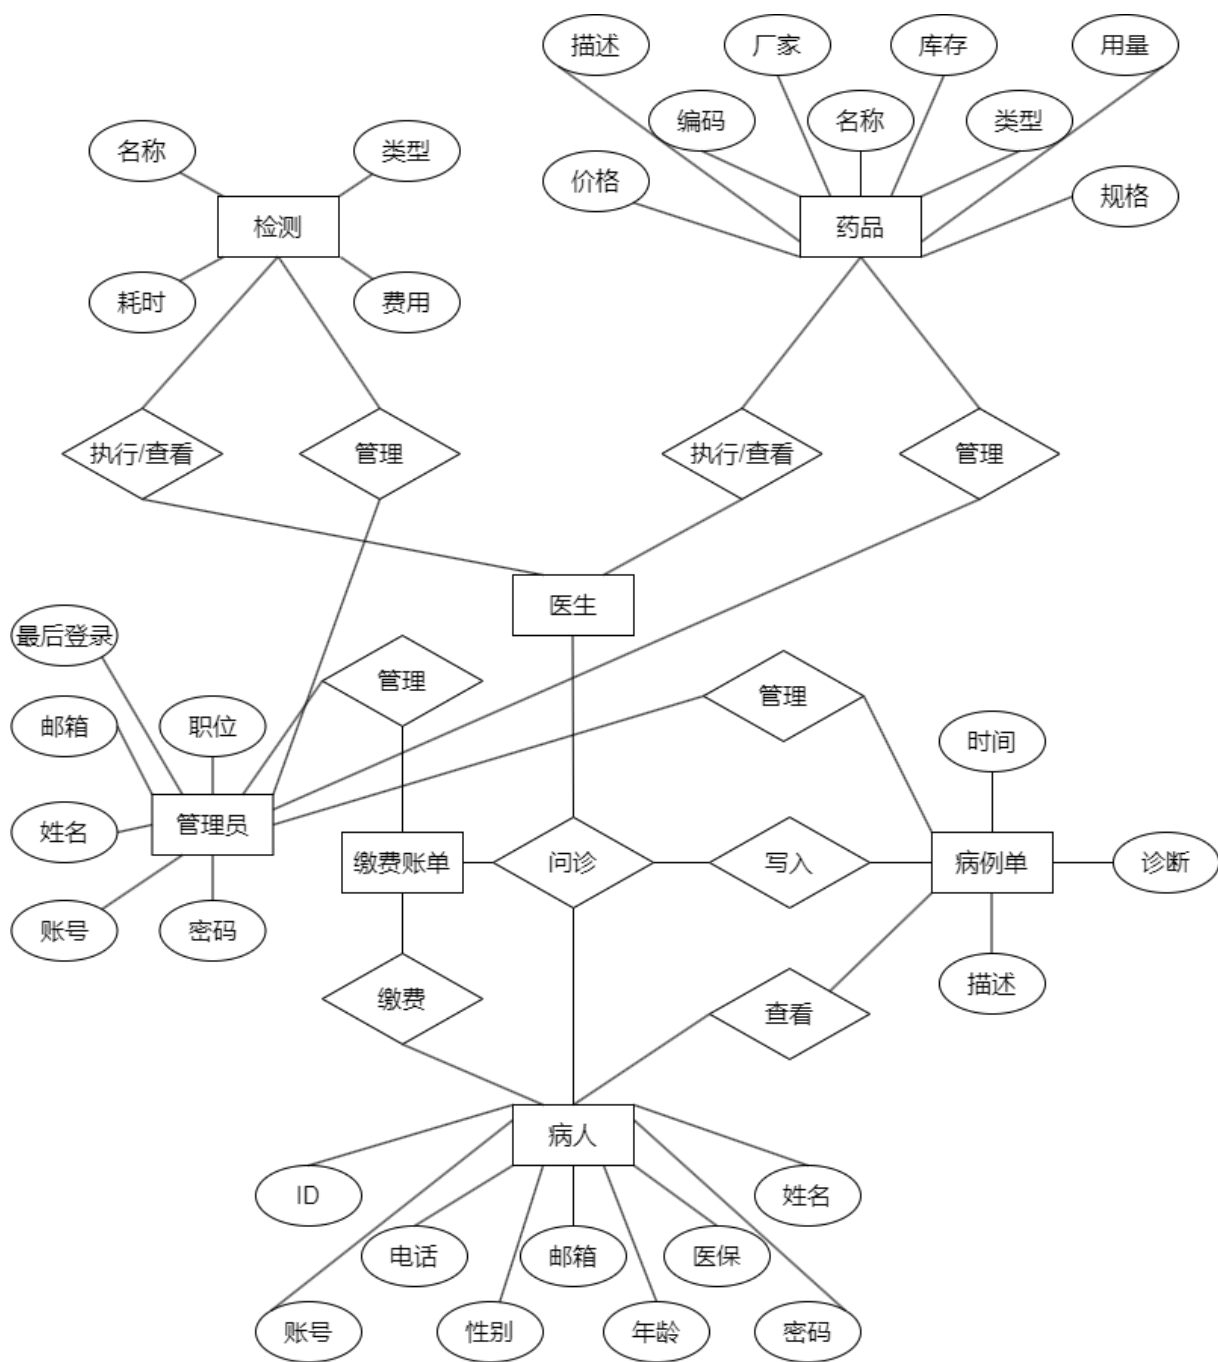 描述
厂家
库存
用量
编码
名称
类型
名称
类型
价格
规格
检测
药品
耗时
费用
执行/查看
管理
执行/查看
管理
医生
最后登录
管理
管理
邮箱
职位
时间
姓名
管理员
缴费账单
问诊
写入
病例单
诊断
账号
密码
缴费
查看
描述
病人
ID
姓名
电话
邮箱
医保
账号
性别
年龄
密码